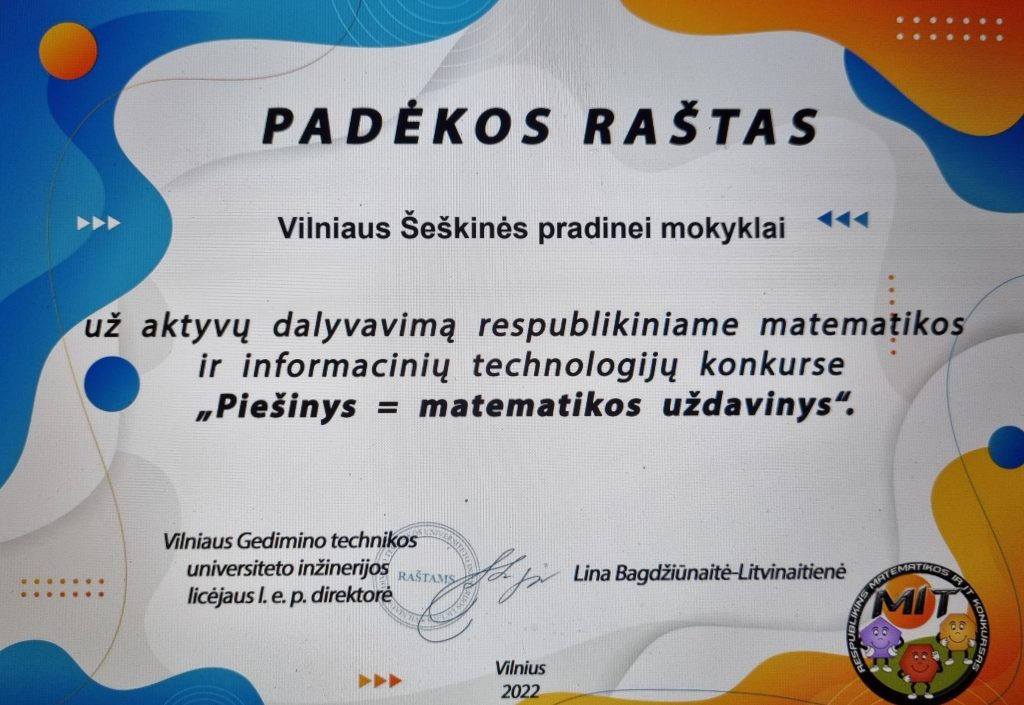 PADĖKOS RAŠTAS
Vilniaus Šeškinės pradinei mokyklai
už aktyvų dalyvavimą respublikiniame matematikos
ir informacinių technologijų konkurse
„Piešinys = matematikos uždavinys“.
Vilniaus Gedimino technikos
universiteto inžinerijos
licėjaus l. e. p. direktorė
RAŠTAMS
Lina Bagdžiūnaitė-Litvinaitienė
RESPUBLIKINIS MATEMATIKOS IR IT KONKURSAS
MIT
Vilnius
2022